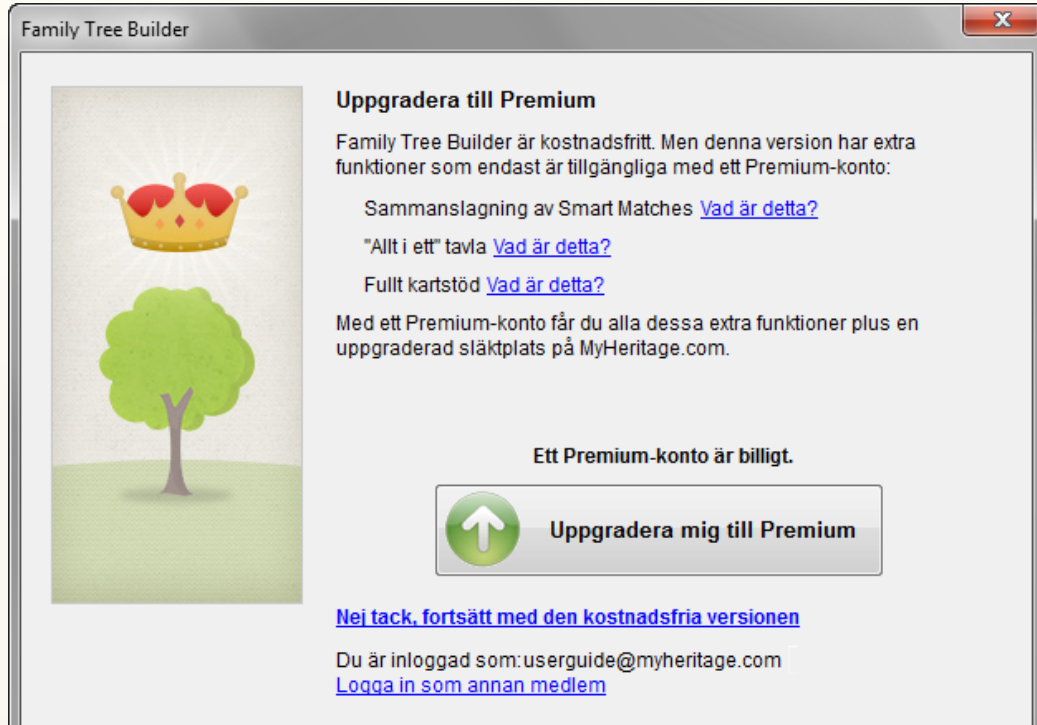 Family Tree Builder
Uppgradera till Premium
Family Tree Builder är kostnadsfritt. Men denna version har extra
funktioner som endast är tillgängliga med ett Premium-konto:
Sammanslagning av Smart Matches Vad är detta?
"Allt i ett" tavla Vad är detta?
Fullt kartstöd Vad är detta?
Med ett Premium-konto får du alla dessa extra funktioner plus en
uppgraderad släktplats på MyHeritage.com.
Ett Premium-konto är billigt.
Uppgradera mig till Premium
Nej tack, fortsätt med den kostnadsfria versionen
Du är inloggad som:userguide@myheritage.com
Logga in som annan medlem